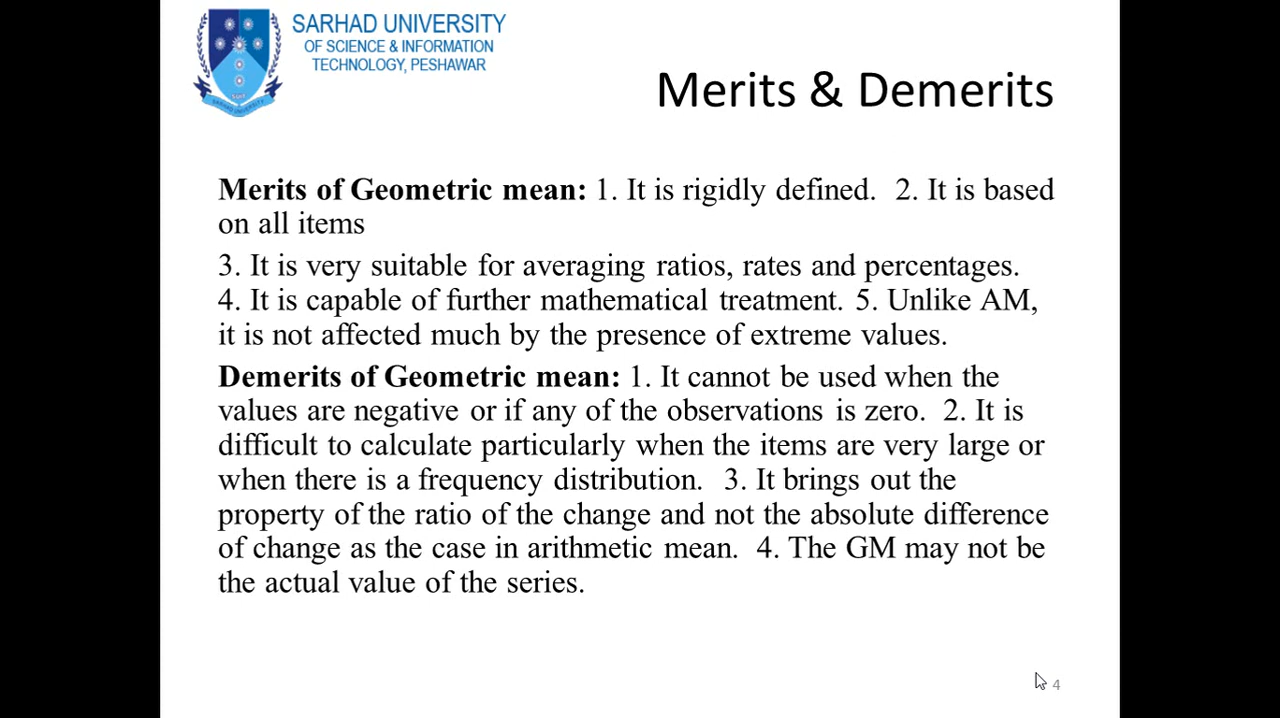 SARHAD UNIVERSITY
OF SCIENCE & INFORMATION
TECHNOLOGY, PESHAWAR
Merits & Demerits
Merits of Geometric mean: 1. It is rigidly defined.  2. It is based
on all items
3. It is very suitable for averaging ratios, rates and percentages.
4. It is capable of further mathematical treatment. 5. Unlike AM,
it is not affected much by the presence of extreme values.
Demerits of Geometric mean: 1. It cannot be used when the
values are negative or if any of the observations is zero.  2. It is
difficult to calculate particularly when the items are very large or
when there is a frequency distribution.  3. It brings out the
property of the ratio of the change and not the absolute difference
of change as the case in arithmetic mean.  4. The GM may not be
the actual value of the series.
4